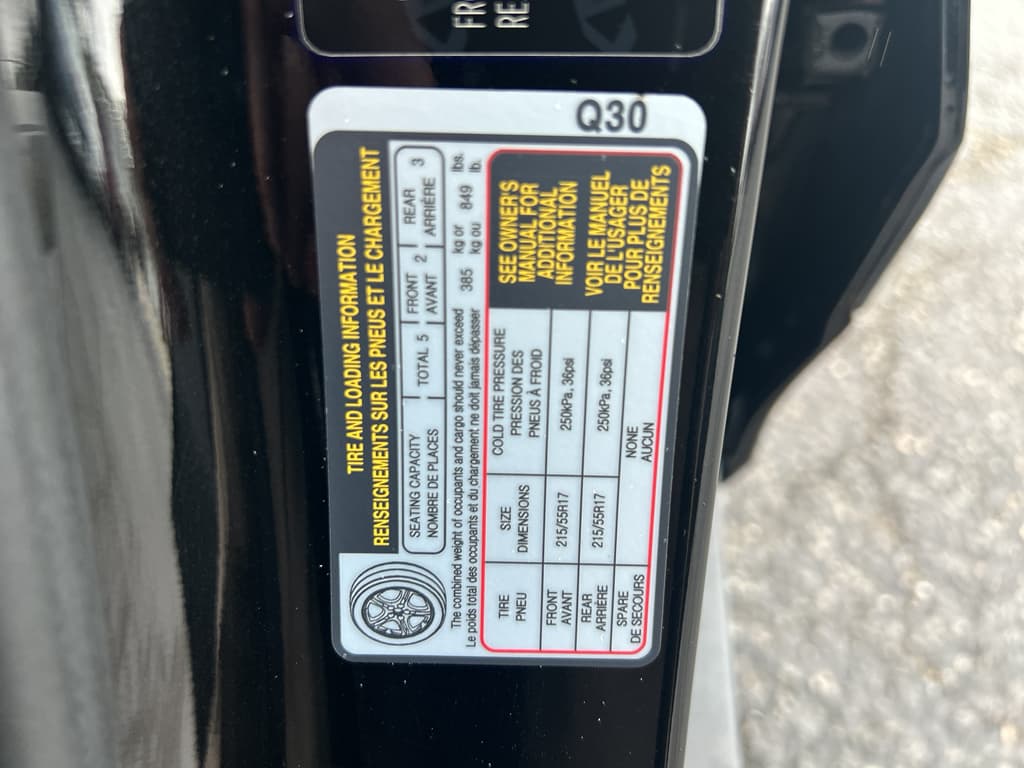 FR
RE
Q30
TIRE AND LOADING INFORMATION
RENSEIGNEMENTS SUR LES PNEUS ET LE CHARGEMENT
SEATING CAPACITY TOTAL 5 FRONT 2 REAR 3
NOMBRE DE PLACES AVANT ARRIÈRE
The combined weight of occupants and cargo should never exceed 385 kg or 849 lbs.
Le poids total des occupants et du chargement ne doit jamais dépasser kg ou lb.
TIRE SIZE COLD TIRE PRESSURE
PNEU DIMENSIONS PRESSION DES
PNEUS À FROID
FRONT 215/55R17 250kPa, 36psi
AVANT
REAR 215/55R17 250kPa, 36psi
ARRIÈRE
SPARE NONE
DE SECOURS AUCUN
SEE OWNER'S
MANUAL FOR
ADDITIONAL
INFORMATION
VOIR LE MANUEL
DE L'USAGER
POUR PLUS DE
RENSEIGNEMENTS